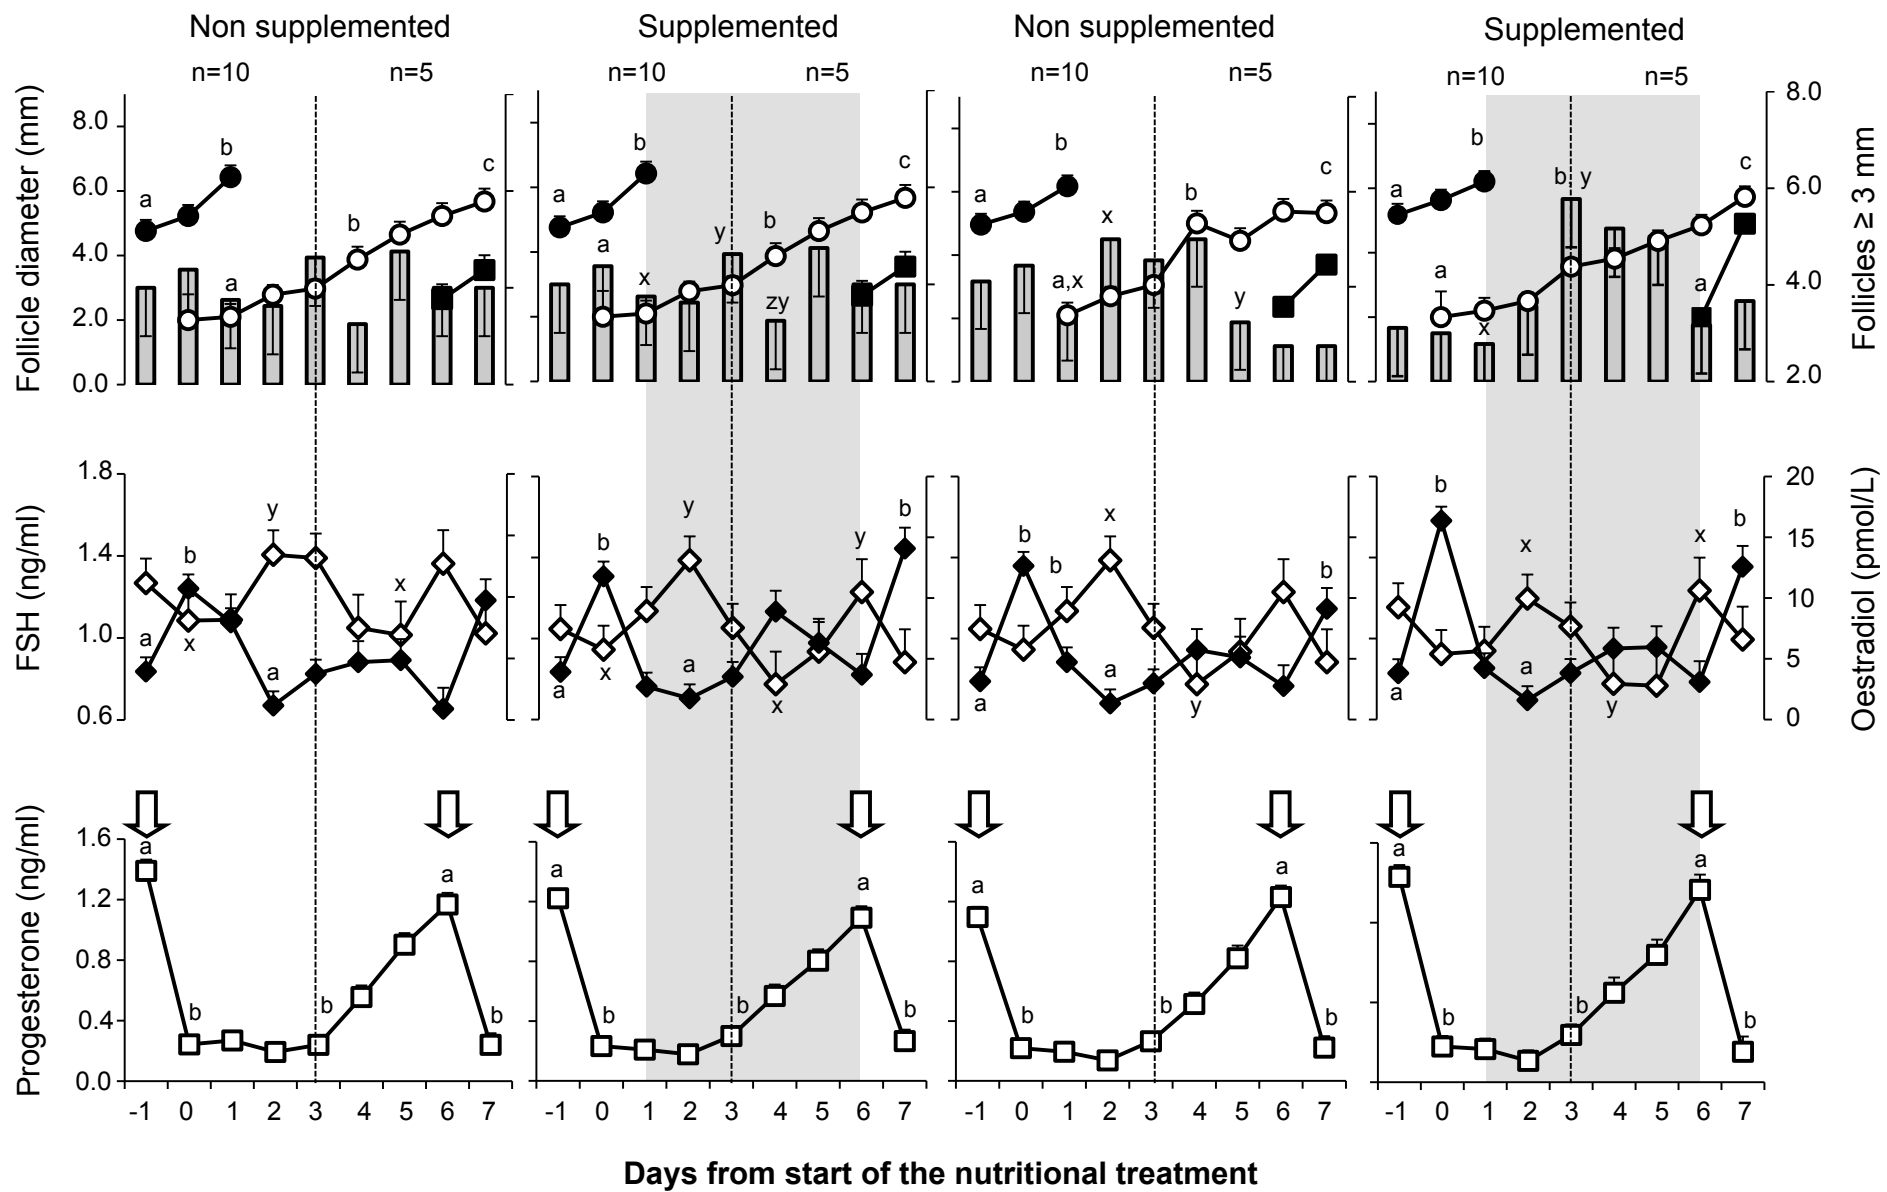 Non supplemented Supplemented Non supplemented Supplemented
n=10 n=5 n=10 n=5 n=10 n=5 n=10 n=5
Follicle diameter (mm)
8.0
6.0
4.0
2.0
0.0
a b a b c
a b a x y b zy c
a b a,x x b y c
a b a x b y a c
8.0
6.0
4.0
2.0
Follicles ≥ 3 mm
FSH (ng/ml)
1.8
1.4
1.0
0.6
a b x y a x
a b x y a x y b
a b b x a y b
a b x a y x b
20
15
10
5
0
Oestradiol (pmol/L)
Progesterone (ng/ml)
1.6
1.2
0.8
0.4
0.0
a b b a b
a b b a b
a b b a b
a b b a b
-1 0 1 2 3 4 5 6 7
-1 0 1 2 3 4 5 6 7
-1 0 1 2 3 4 5 6 7
-1 0 1 2 3 4 5 6 7
Days from start of the nutritional treatment